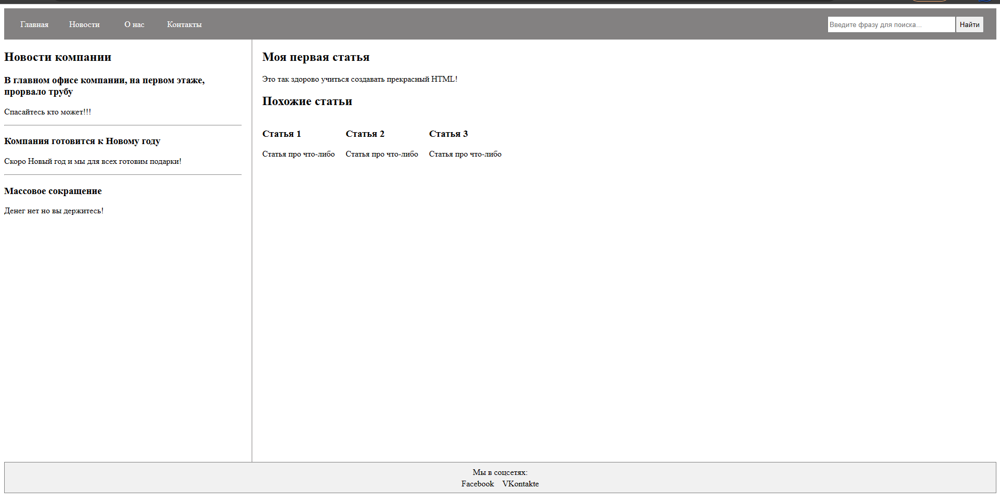 Главная Новости О нас Контакты Введите фразу для поиска... Найти
Новости компании
В главном офисе компании, на первом этаже,
прорвало трубу
Спасайтесь кто может!!!
Компания готовится к Новому году
Скоро Новый год и мы для всех готовим подарки!
Массовое сокращение
Денег нет но вы держитесь!
Моя первая статья
Это так здорово учиться создавать прекрасный HTML!
Похожие статьи
Статья 1 Статья 2 Статья 3
Статья про что-либо Статья про что-либо Статья про что-либо
Мы в соцсетях:
Facebook VKontakte